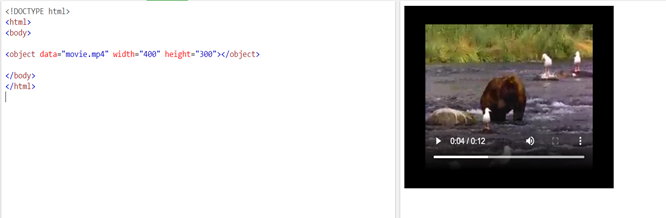 <!DOCTYPE html>
<html>
<body>
<object data="movie.mp4" width="400" height="300"></object>
</body>
</html>
0:04 / 0:12